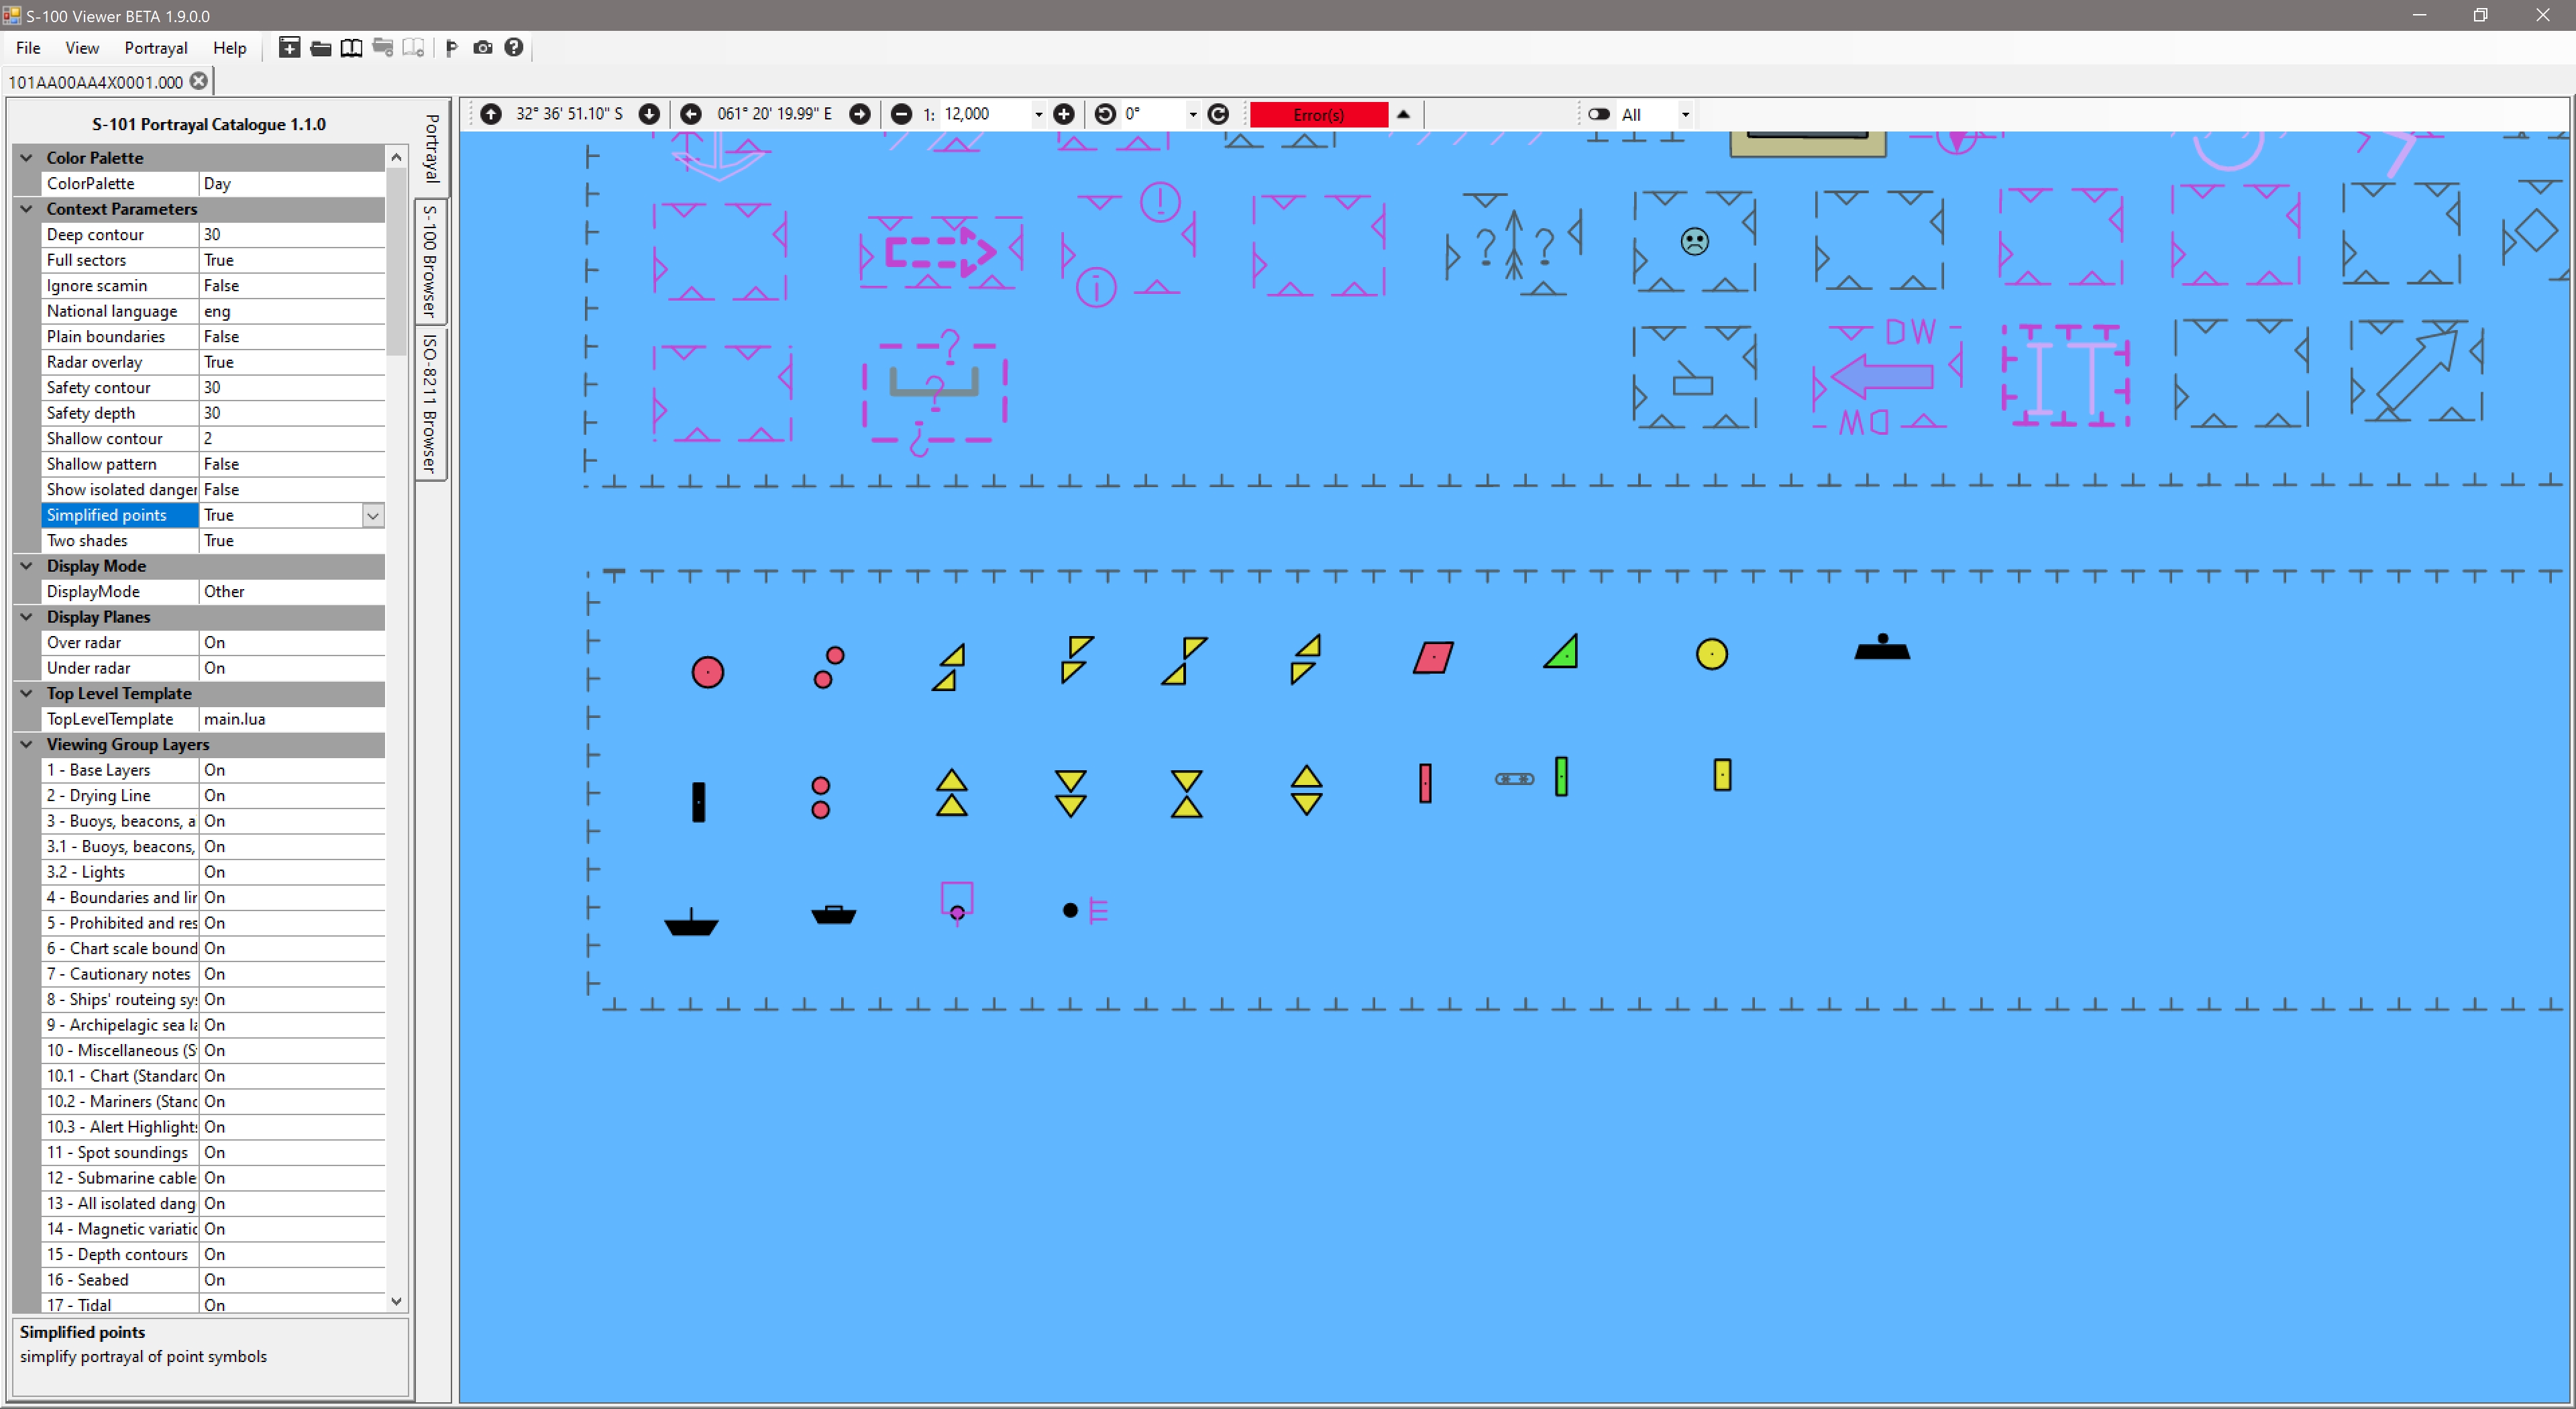 S-100 Viewer BETA 1.9.0.0
File View Portrayal Help
101AA00AA4X0001.000
32° 36' 51.10" S 061° 20' 19.99" E 1: 12,000 0° Error(s) All
S-101 Portrayal Catalogue 1.1.0
Portrayal
S-100 Browser
ISO-8211 Browser
Color Palette
ColorPalette Day
Context Parameters
Deep contour 30
Full sectors True
Ignore scamin False
National language eng
Plain boundaries False
Radar overlay True
Safety contour 30
Safety depth 30
Shallow contour 2
Shallow pattern False
Show isolated danger False
Simplified points True
Two shades True
Display Mode
DisplayMode Other
Display Planes
Over radar On
Under radar On
Top Level Template
TopLevelTemplate main.lua
Viewing Group Layers
1 - Base Layers On
2 - Drying Line On
3 - Buoys, beacons, a On
3.1 - Buoys, beacons, On
3.2 - Lights On
4 - Boundaries and lin On
5 - Prohibited and res On
6 - Chart scale bound On
7 - Cautionary notes On
8 - Ships' routeing sys On
9 - Archipelagic sea la On
10 - Miscellaneous (S On
10.1 - Chart (Standard On
10.2 - Mariners (Stand On
10.3 - Alert Highlights On
11 - Spot soundings On
12 - Submarine cable On
13 - All isolated dang On
14 - Magnetic variatio On
15 - Depth contours On
16 - Seabed On
17 - Tidal On
Simplified points
simplify portrayal of point symbols
? ?
DW
DW
?
?
?